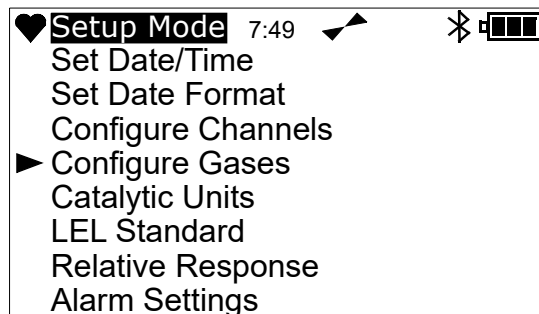 Setup Mode 7:49
Set Date/Time
Set Date Format
Configure Channels
Configure Gases
Catalytic Units
LEL Standard
Relative Response
Alarm Settings